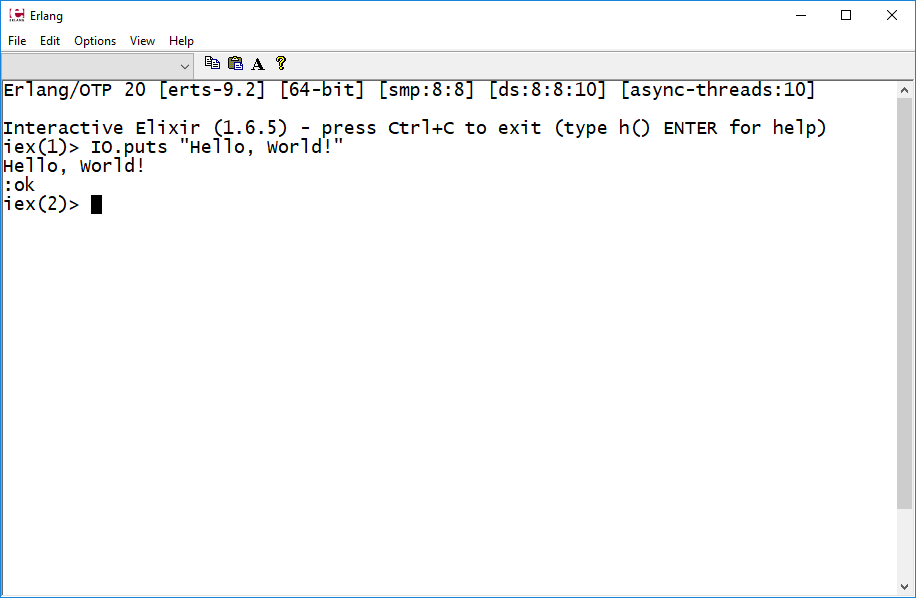 Erlang
File Edit Options View Help
Erlang/OTP 20 [erts-9.2] [64-bit] [smp:8:8] [ds:8:8:10] [async-threads:10]
Interactive Elixir (1.6.5) - press Ctrl+C to exit (type h() ENTER for help)
iex(1)> IO.puts "Hello, World!"
Hello, World!
:ok
iex(2)>